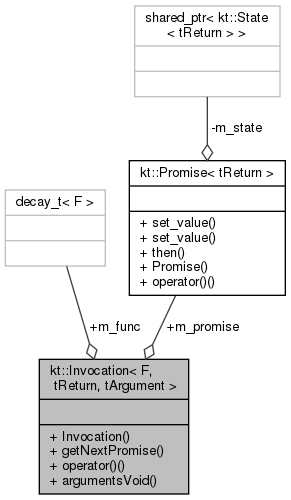 shared_ptr< kt::State
< tReturn > >
-m_state
kt::Promise< tReturn >
+ set_value()
+ set_value()
+ then()
+ Promise()
+ operator()()
decay_t< F >
+m_func
+m_promise
kt::Invocation< F,
tReturn, tArgument >
+ Invocation()
+ getNextPromise()
+ operator()()
+ argumentsVoid()